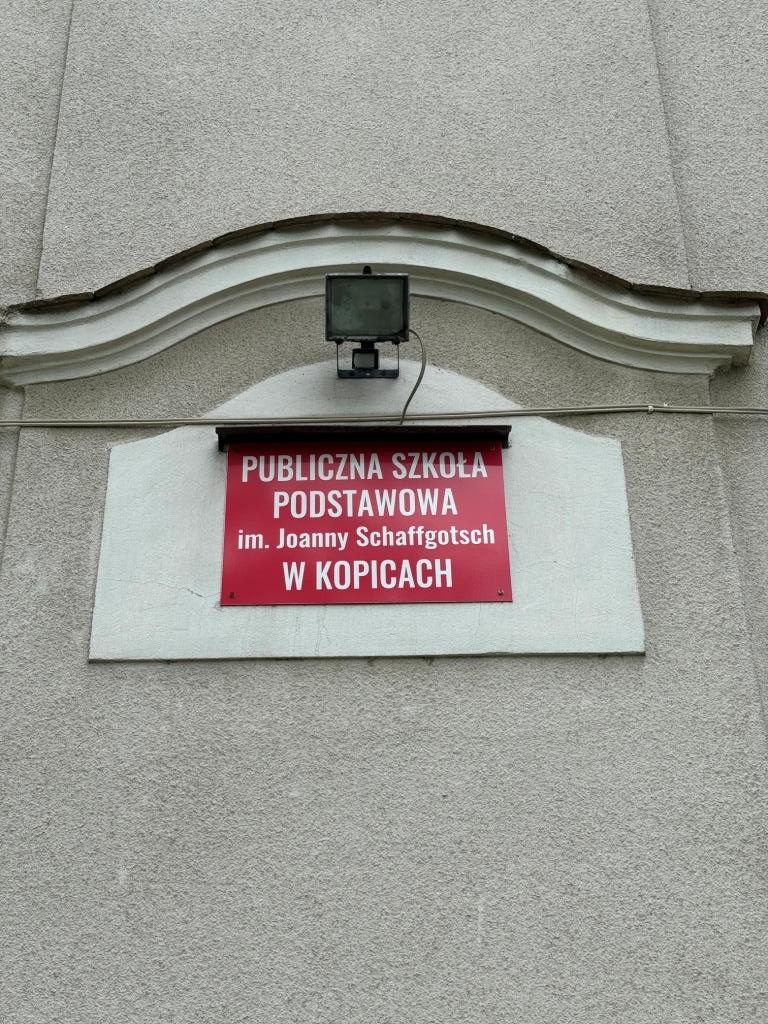 PUBLICZNA SZKOŁA
PODSTAWOWA
im. Joanny Schaffgotsch
W KOPICACH